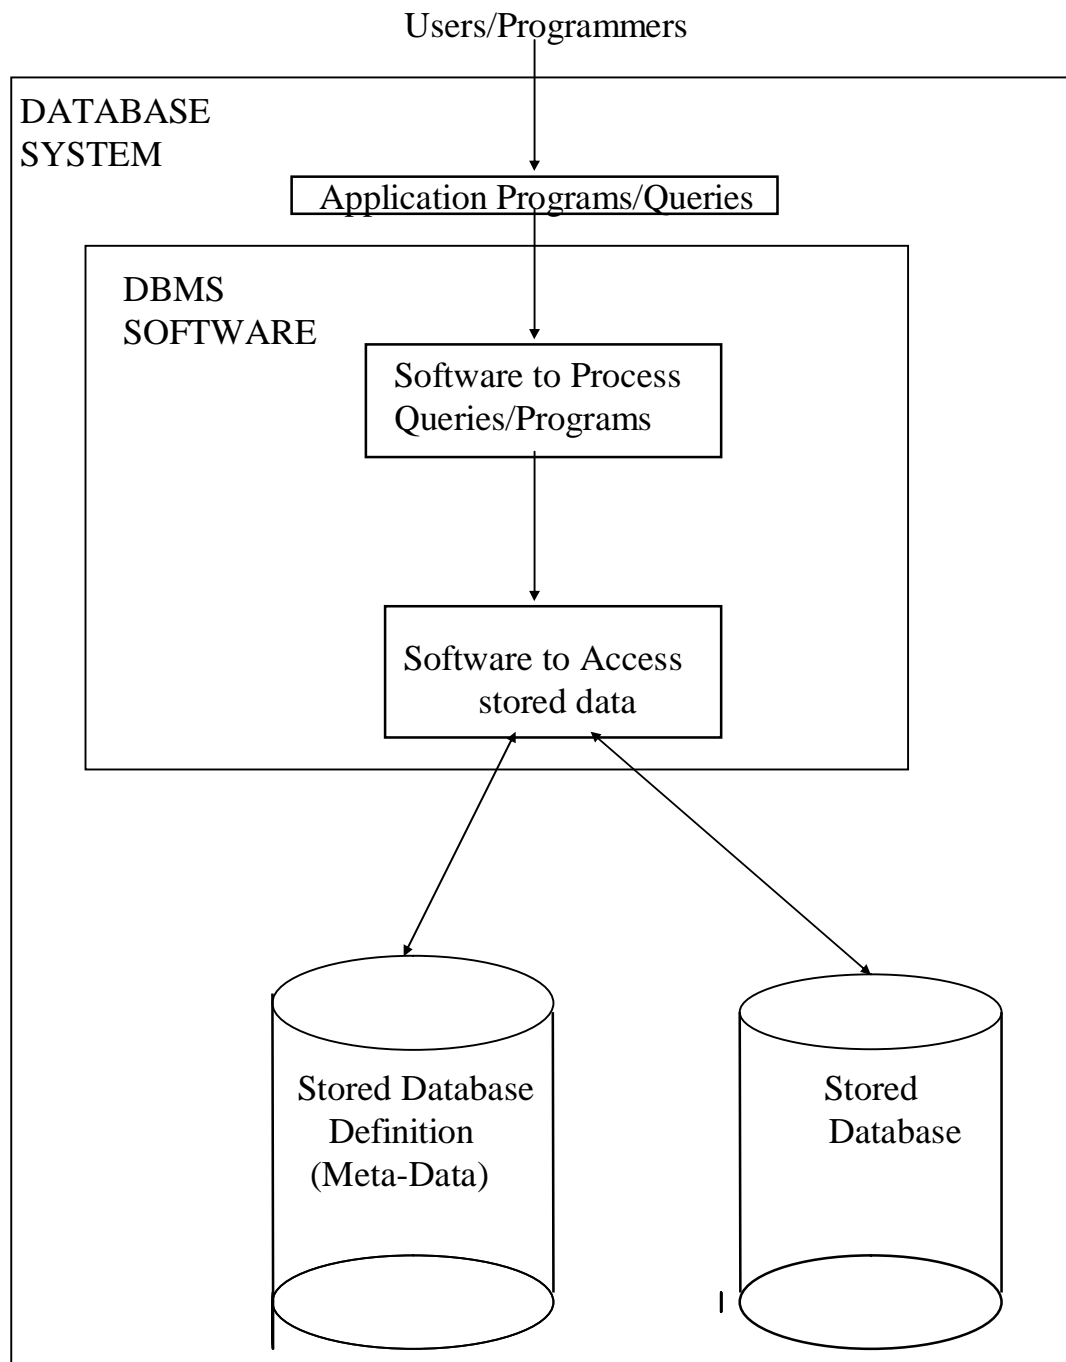 Users/Programmers
DATABASE
SYSTEM
Application Programs/Queries
DBMS
SOFTWARE
Software to Process
Queries/Programs
Software to Access
stored data
Stored Database
Definition
(Meta-Data)
Stored
Database